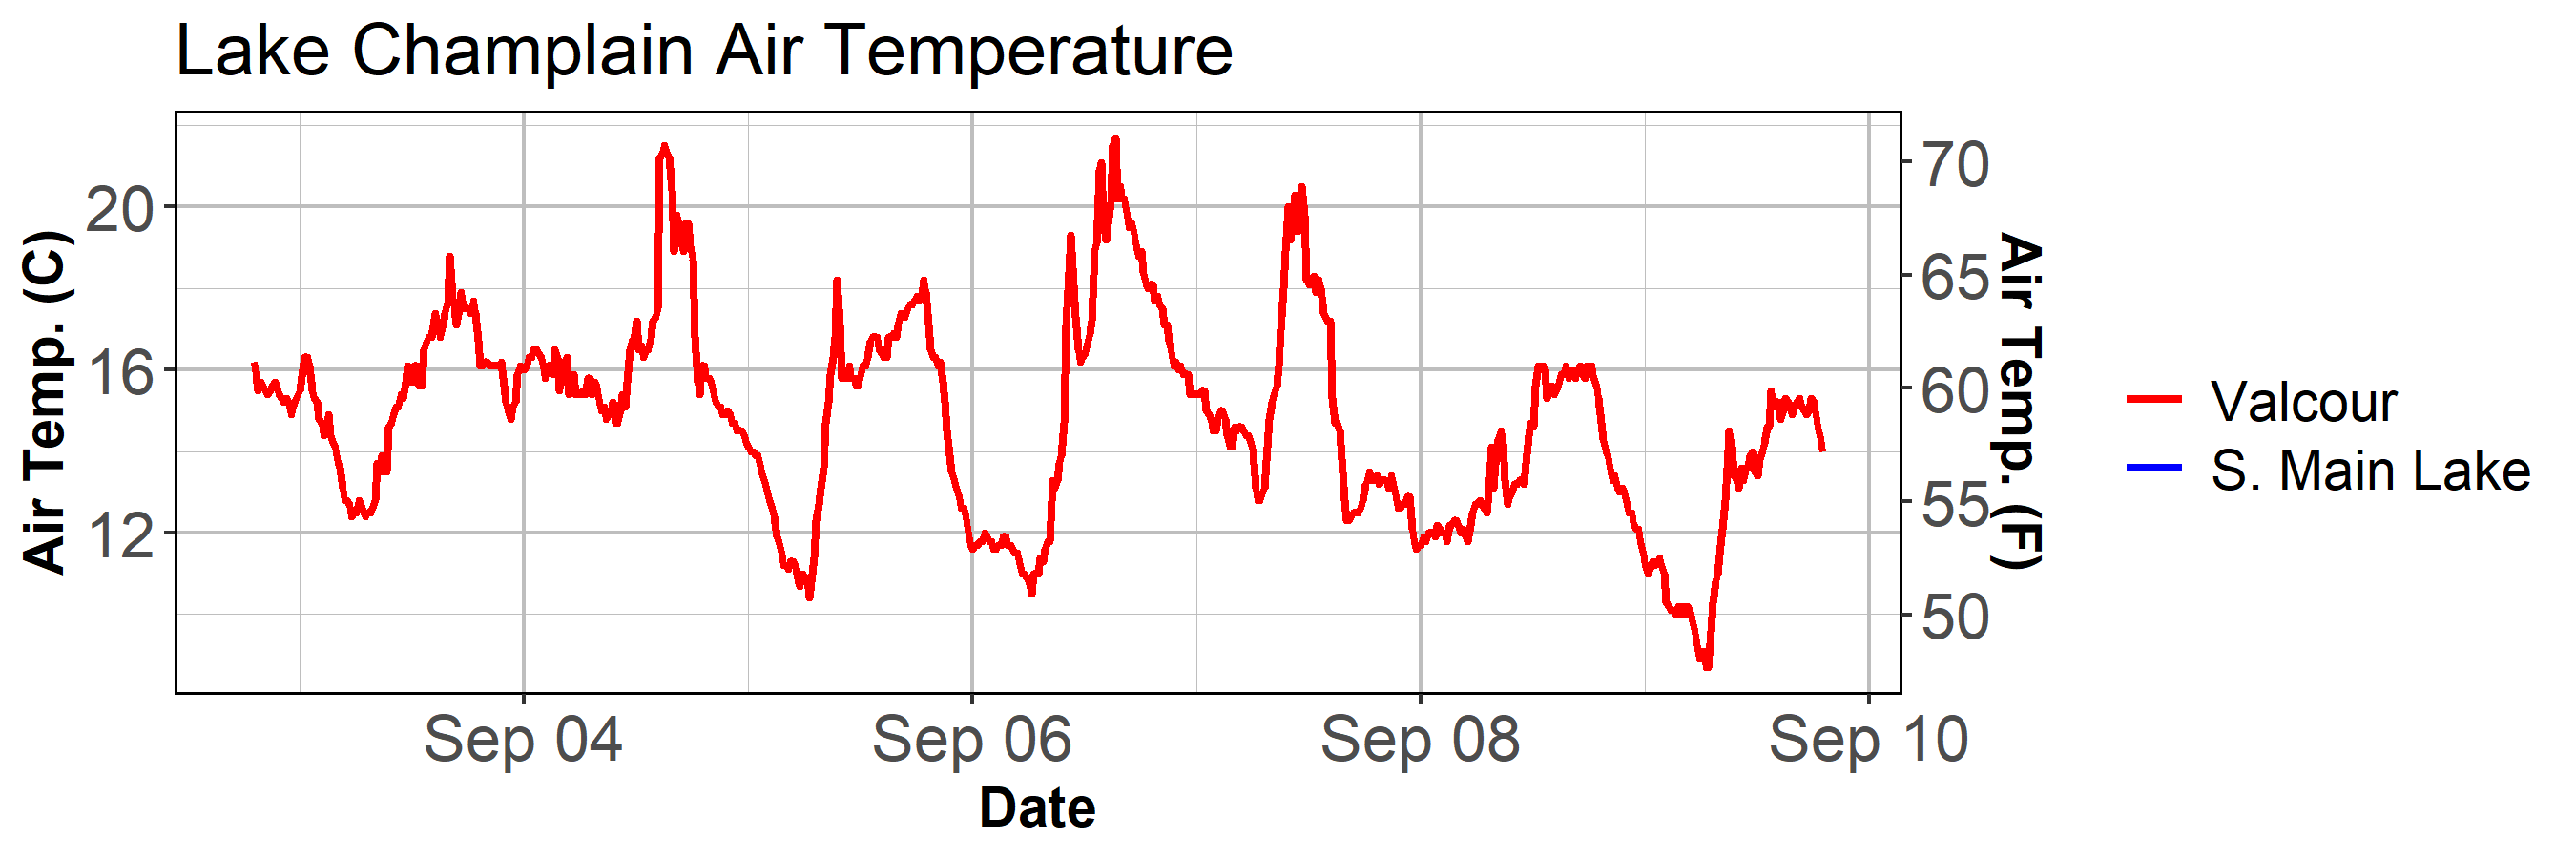 Lake Champlain Air Temperature
Air Temp. (C)
20
16
12
70
65
60
55
50
Air Temp. (F)
Sep 04
Sep 06
Sep 08
Sep 10
Date
Valcour
S. Main Lake